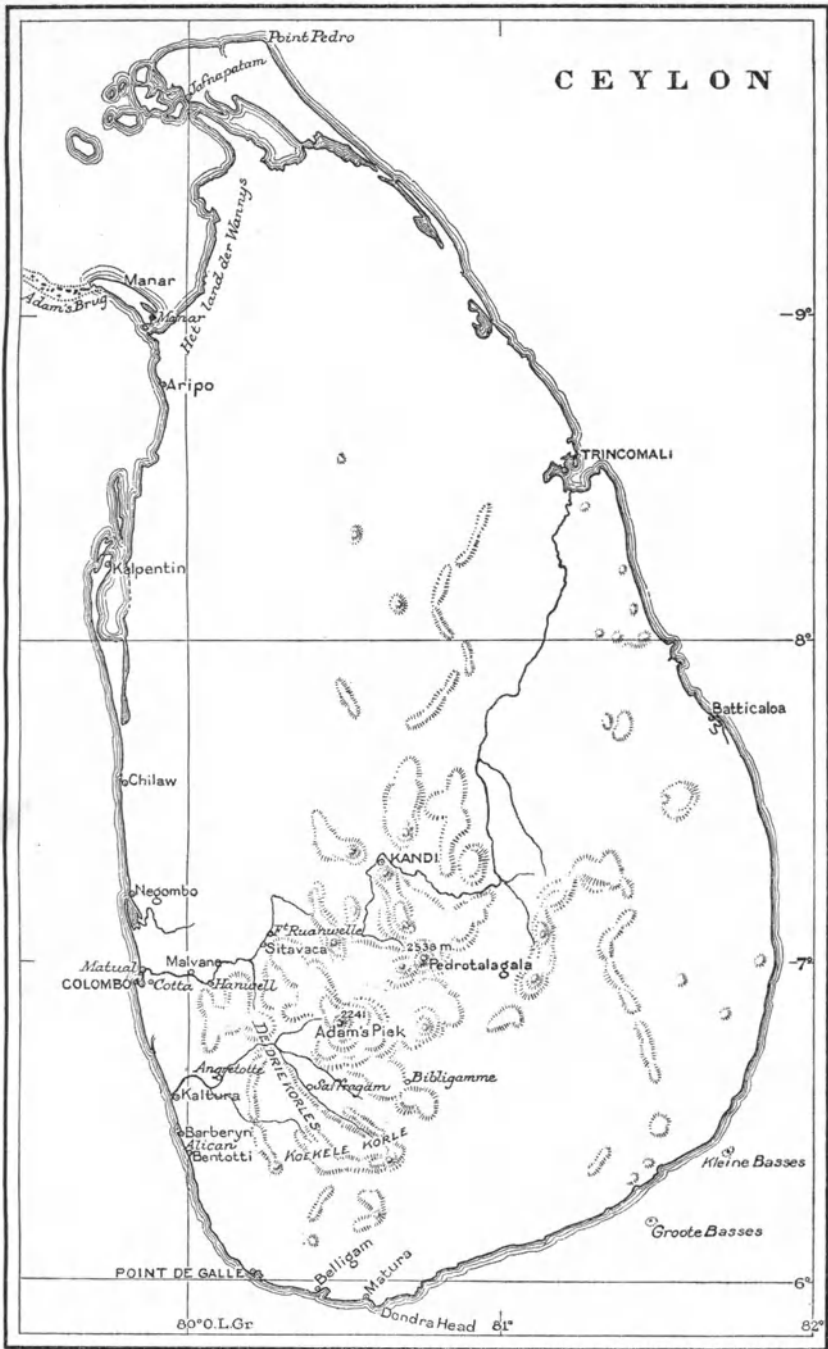 CEYLON
Point Pedro
Jafnapatam
Het land der Wannys
Manar
Adam's Brug
Manar
9°
Aripo
TRINCOMALI
Kalpentin
8°
Batticaloa
Chilaw
KANDI
Negombo
Ft Ruanwelle
Sitavaca
2538 m
Pedrotalagala
7°
Malvane
Matual
COLOMBO
Cotta
Hanwell
2241
Adam's Piek
DE DRIE KORLES
Angretotte
Saffragam
Bibligamme
Kaltura
KOEKELE KORLE
Barberyn
Alican
Bentotti
Kleine Basses
Groote Basses
POINT DE GALLE
Belligam
Matura
6°
Dondra Head
80° O.L.Gr
81°
82°